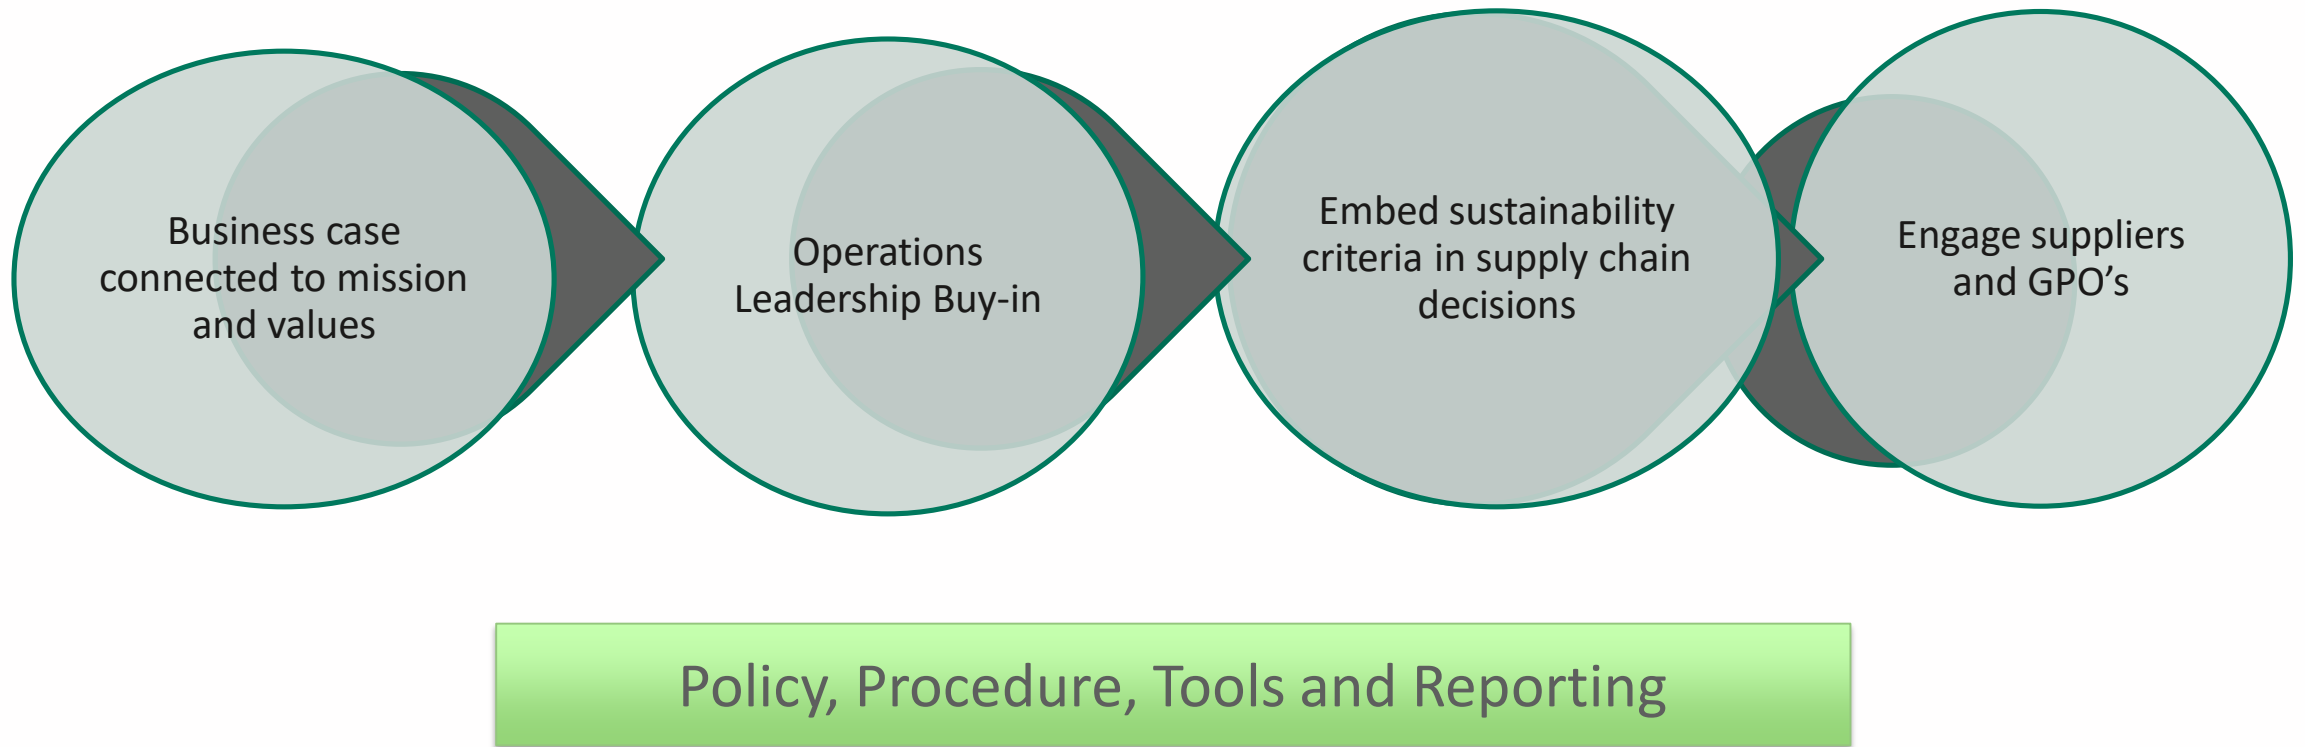 Business case
connected to mission
and values
Operations
Leadership Buy-in
Embed sustainability
criteria in supply chain
decisions
Engage suppliers
and GPO’s
Policy, Procedure, Tools and Reporting